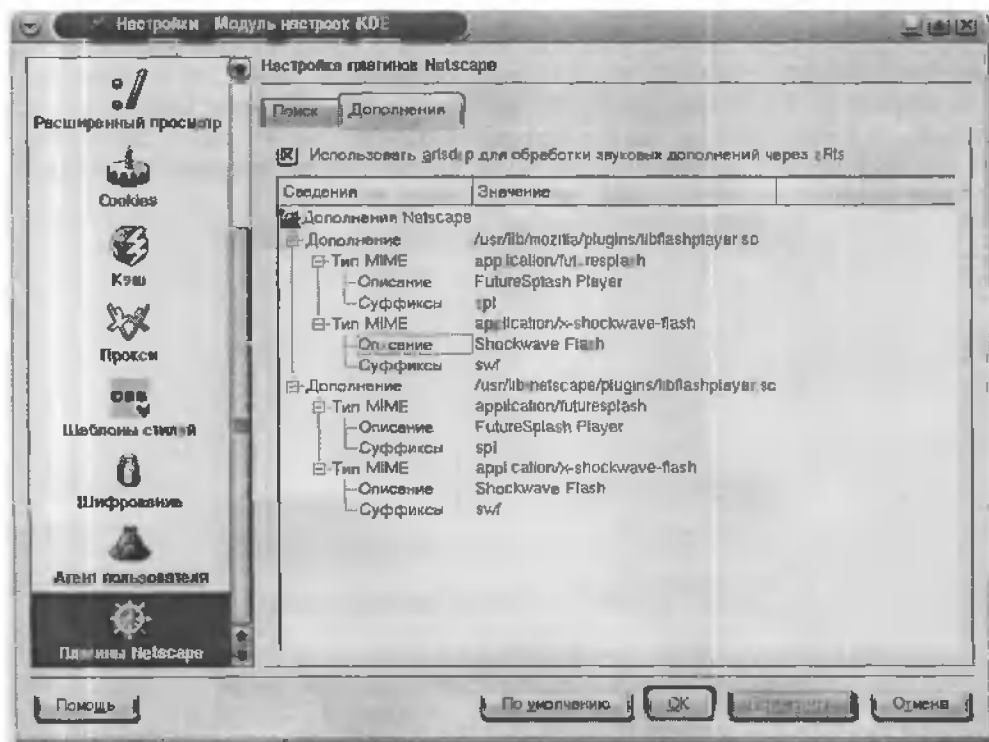 Настройки Модуль настроек KDE
Настройка плагинов Netscape
Поиск Дополнения
Использовать artsdsp для обработки звуковых дополнений через aRts
Сведения Значение
Дополнения Netscape
Дополнение /usr/lib/mozilla/plugins/libflashplayer.so
Тип MIME application/futuresplash
Описание FutureSplash Player
Суффиксы spl
Тип MIME application/x-shockwave-flash
Описание Shockwave Flash
Суффиксы swf
Дополнение /usr/lib/netscape/plugins/libflashplayer.so
Тип MIME application/futuresplash
Описание FutureSplash Player
Суффиксы spl
Тип MIME application/x-shockwave-flash
Описание Shockwave Flash
Суффиксы swf
Расширенный просмотр
Cookies
Кэш
Прокси
Шаблоны стилей
Шифрование
Агент пользователя
Плагины Netscape
Помощь По умолчанию OK Отмена